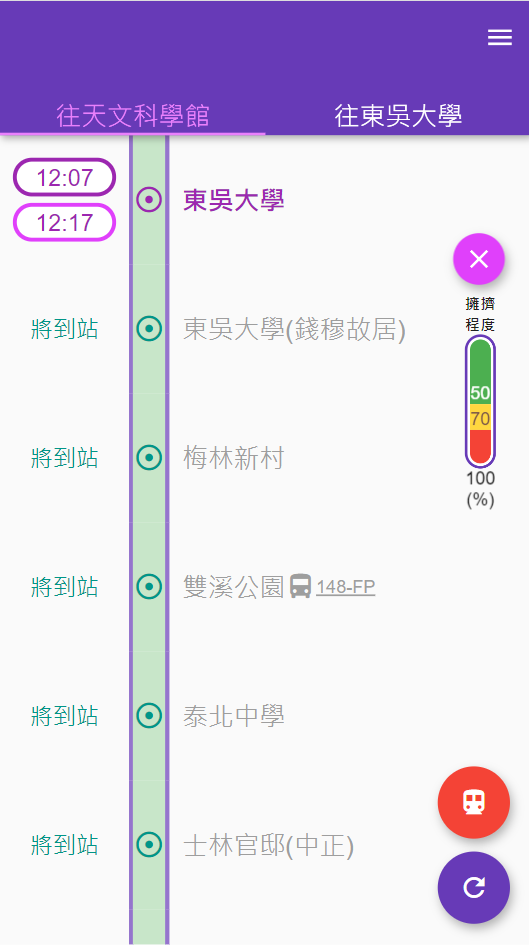 往天文科學館
往東吳大學
12:07
12:17
東吳大學
擁擠
程度
50
70
100
(%)
將到站
東吳大學(錢穆故居)
將到站
梅林新村
將到站
雙溪公園 148-FP
將到站
泰北中學
將到站
士林官邸(中正)